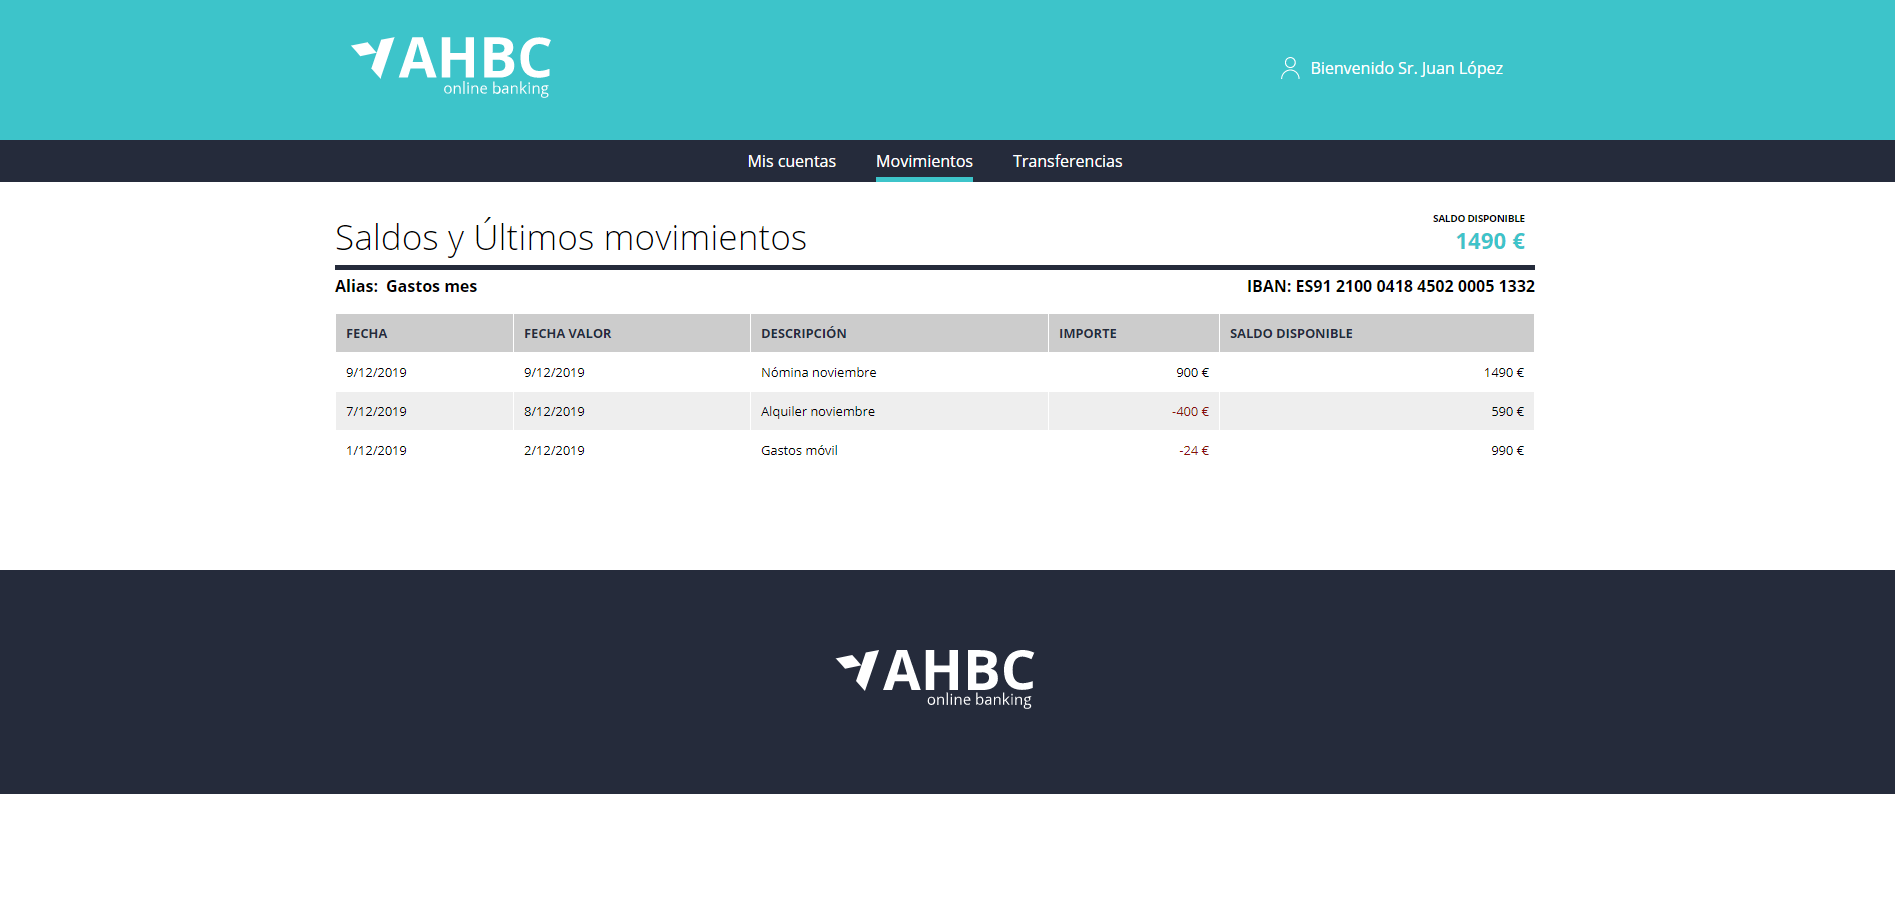 AHBC
online banking
Bienvenido Sr. Juan López
Mis cuentas Movimientos Transferencias
Saldos y Últimos movimientos
SALDO DISPONIBLE
1490 €
Alias: Gastos mes
IBAN: ES91 2100 0418 4502 0005 1332
FECHA FECHA VALOR DESCRIPCIÓN IMPORTE SALDO DISPONIBLE
9/12/2019 9/12/2019 Nómina noviembre 900 € 1490 €
7/12/2019 8/12/2019 Alquiler noviembre -400 € 590 €
1/12/2019 2/12/2019 Gastos móvil -24 € 990 €
AHBC
online banking